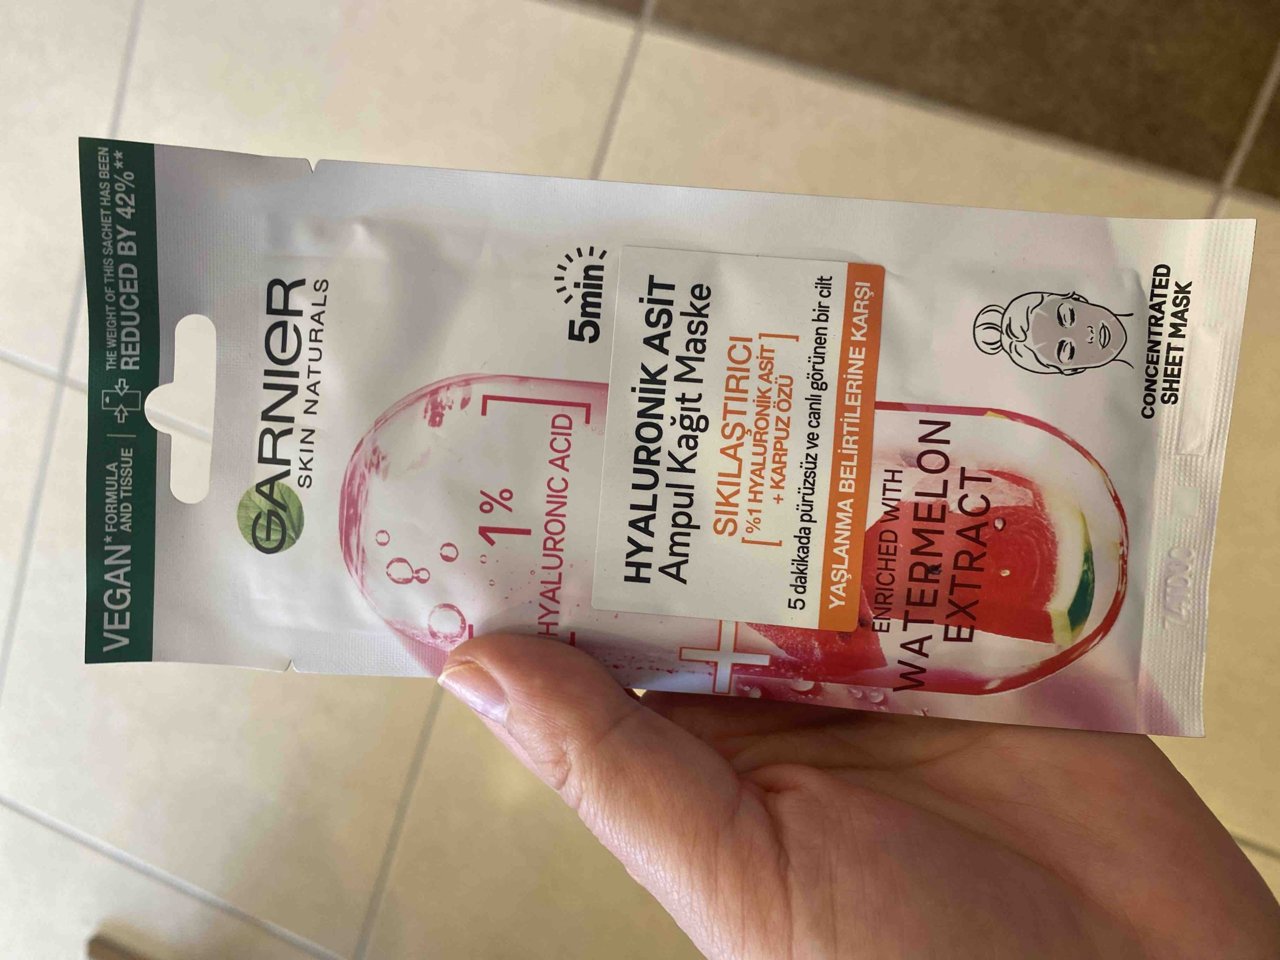 VEGAN* FORMULA
AND TISSUE
THE WEIGHT OF THIS SACHET HAS BEEN
REDUCED BY 42%**
GARNIER
SKIN NATURALS
5min
1%
HYALURONIC ACID
HYALURONİK ASİT
Ampul Kağıt Maske
SIKILAŞTIRICI
[%1 HYALURONİK ASİT
+ KARPUZ ÖZÜ]
5 dakikada pürüzsüz ve canlı görünen bir cilt
YAŞLANMA BELİRTİLERİNE KARŞI
ENRICHED WITH
WATERMELON
EXTRACT
CONCENTRATED
SHEET MASK